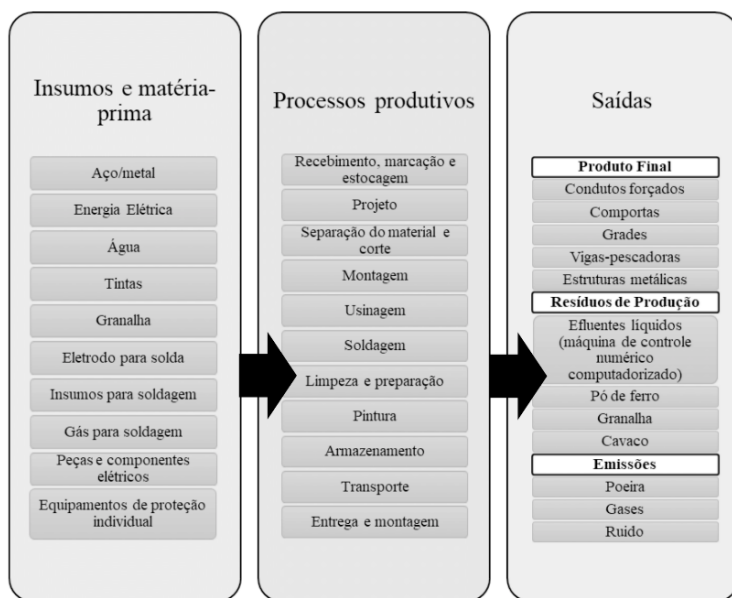 Insumos e matéria-
prima
Aço/metal
Energia Elétrica
Água
Tintas
Granalha
Eletrodo para solda
Insumos para soldagem
Gás para soldagem
Peças e componentes
elétricos
Equipamentos de proteção
individual
Processos produtivos
Recebimento, marcação e
estocagem
Projeto
Separação do material e
corte
Montagem
Usinagem
Soldagem
Limpeza e preparação
Pintura
Armazenamento
Transporte
Entrega e montagem
Saídas
Produto Final
Condutos forçados
Comportas
Grades
Vigas-pescadoras
Estruturas metálicas
Resíduos de Produção
Efluentes líquidos
(máquina de controle
numérico
computadorizado)
Pó de ferro
Granalha
Cavaco
Emissões
Poeira
Gases
Ruído